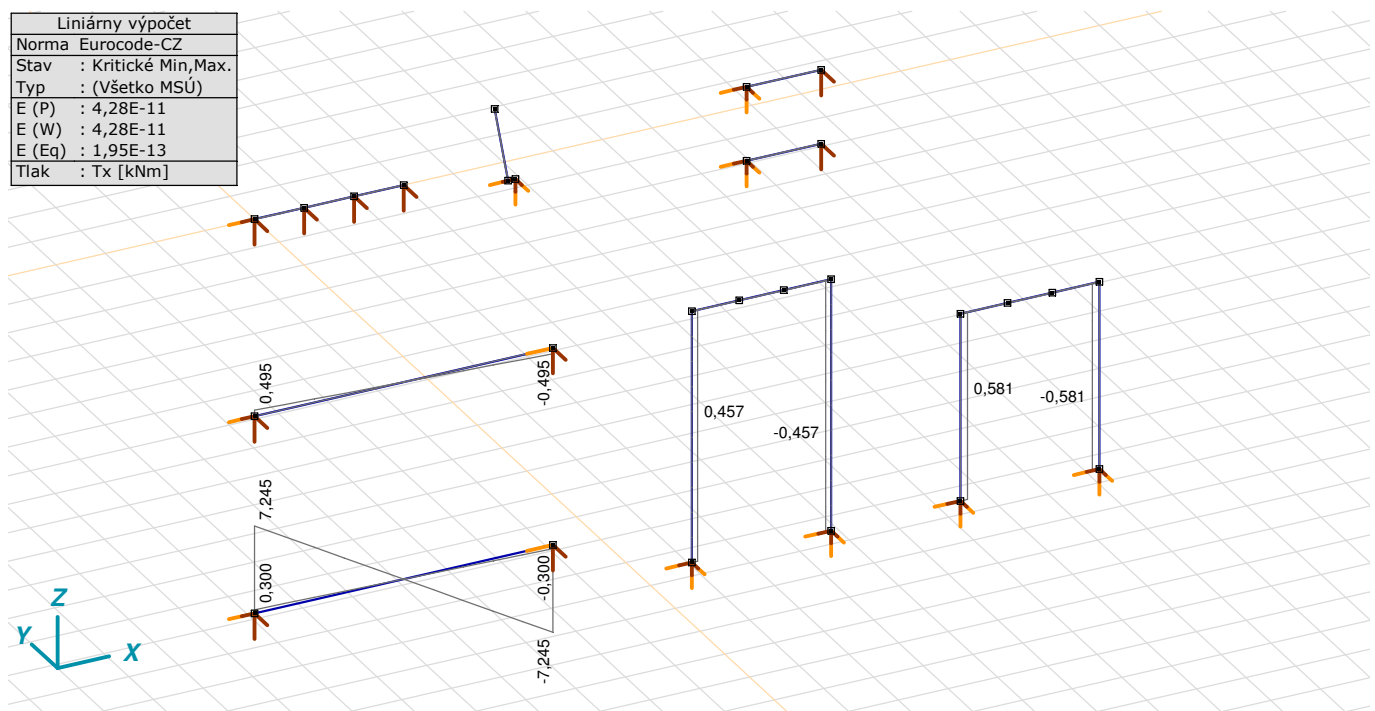 Liniárny výpočet
Norma Eurocode-CZ
Stav : Kritické Min,Max.
Typ : (Všetko MSÚ)
E (P) : 4,28E-11
E (W) : 4,28E-11
E (Eq) : 1,95E-13
Tlak : Tx [kNm]
0,495
-0,495
0,457
-0,457
0,581
-0,581
7,245
0,300
-0,300
-7,245
Z
Y
X